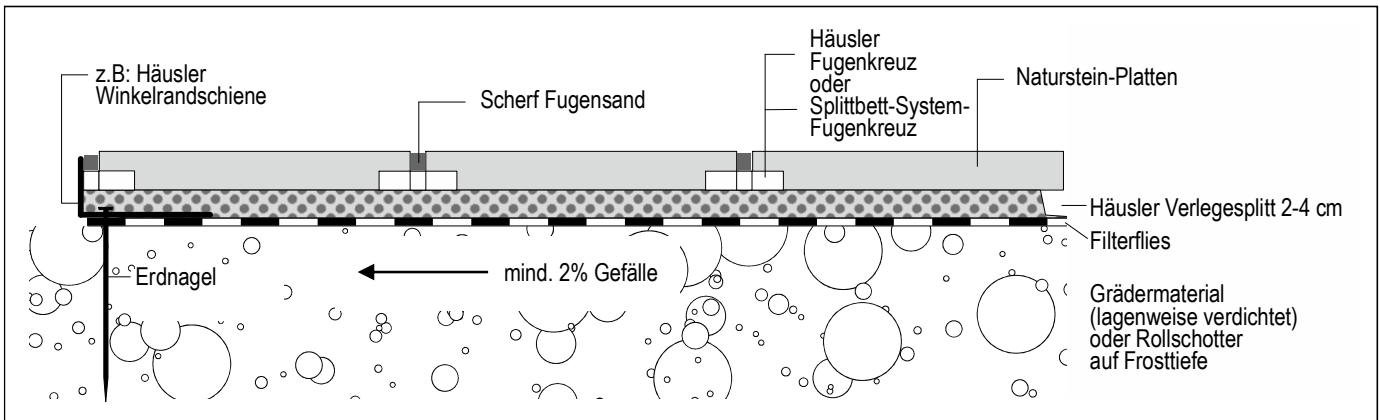 z.B: Häusler
Winkelrandschiene
Scherf Fugensand
Häusler
Fugenkreuz
oder
Splittbett-System-
Fugenkreuz
Naturstein-Platten
Häusler Verlegesplitt 2-4 cm
Filterflies
Erdnagel
mind. 2% Gefälle
Grädermaterial
(lagenweise verdichtet)
oder Rollschotter
auf Frosttiefe